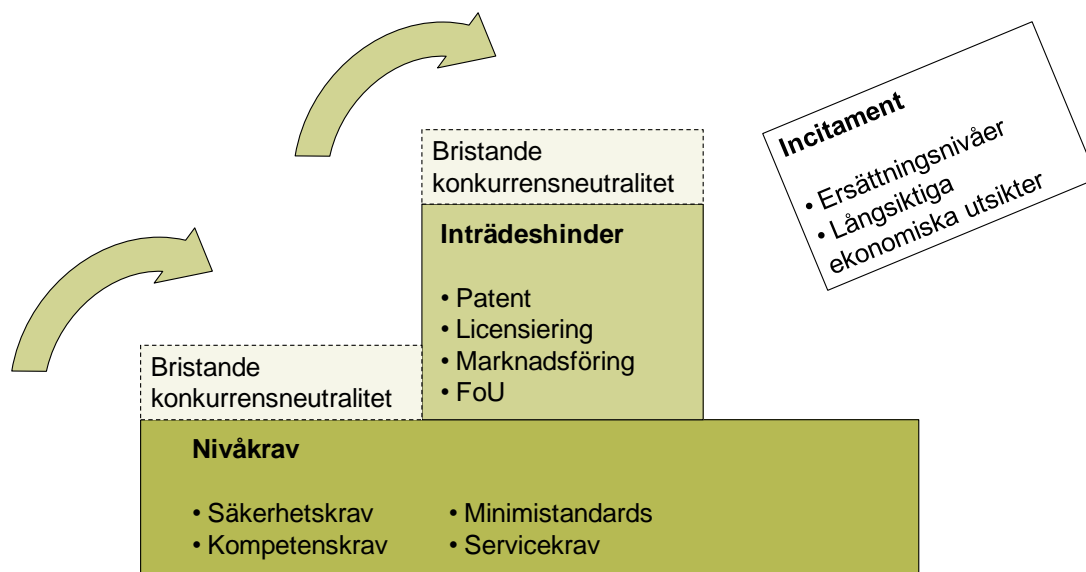 Bristande
konkurrensneutralitet
Inträdeshinder
• Patent
• Licensiering
• Marknadsföring
• FoU
Incitament
• Ersättningsnivåer
• Långsiktiga
ekonomiska utsikter
Bristande
konkurrensneutralitet
Nivåkrav
• Säkerhetskrav
• Kompetenskrav
• Minimistandards
• Servicekrav